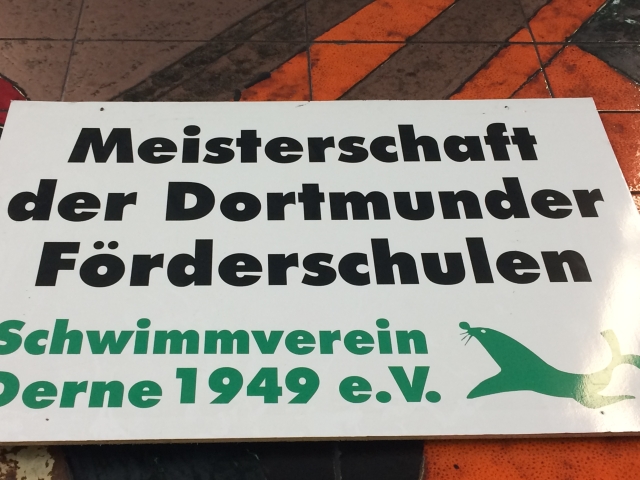 Meisterschaft
der Dortmunder
Förderschulen
Schwimmverein
Derne 1949 e.V.